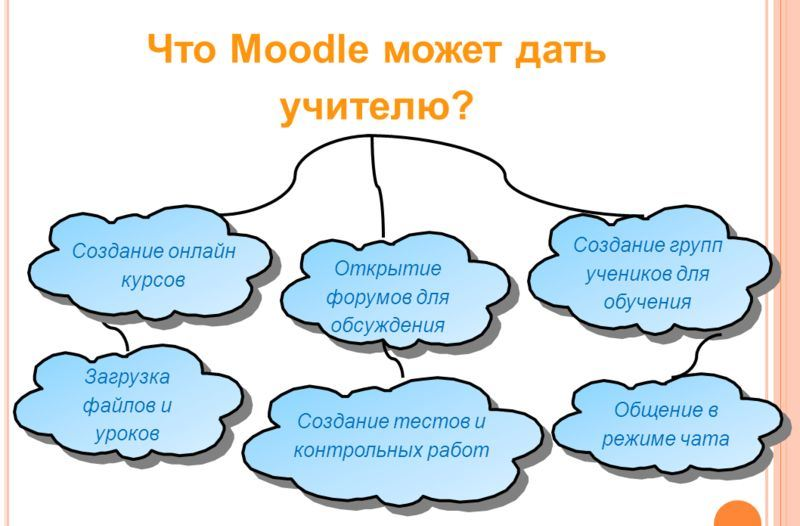 Что Moodle может дать
учителю?
Создание онлайн
курсов
Открытие
форумов для
обсуждения
Создание групп
учеников для
обучения
Загрузка
файлов и
уроков
Создание тестов и
контрольных работ
Общение в
режиме чата